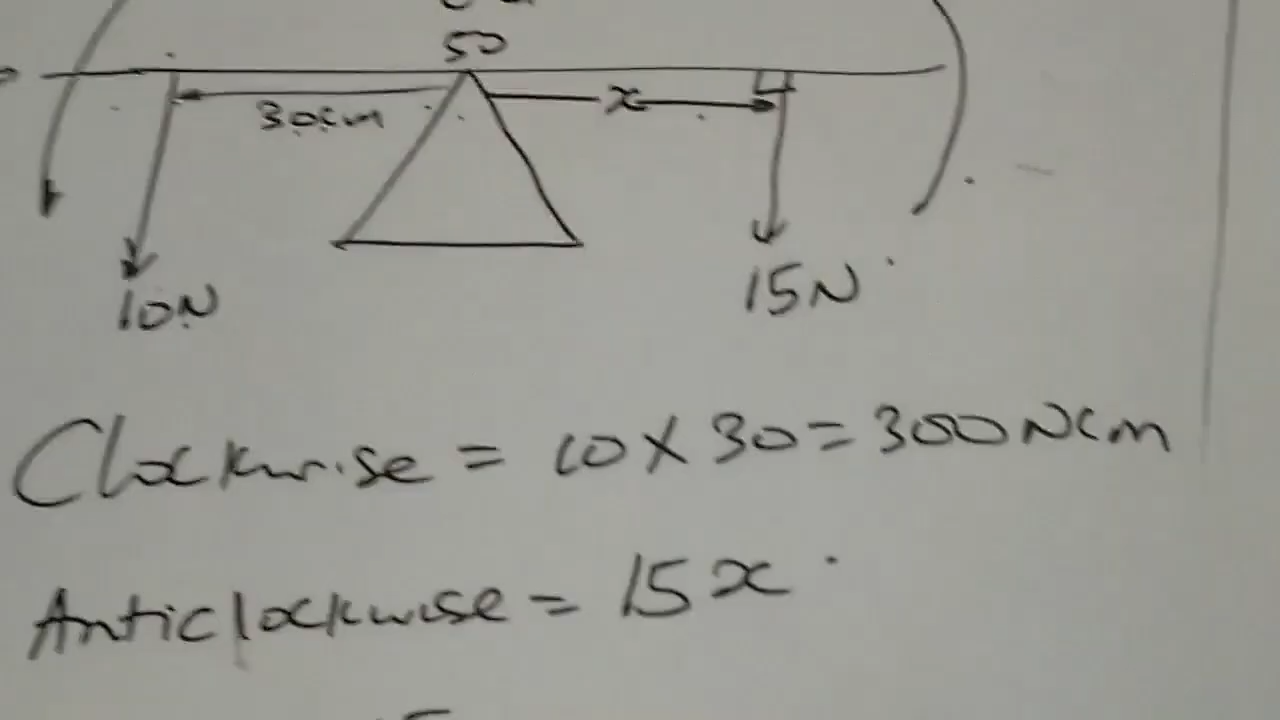 50
30cm
x
10N
15N
Clockwise = 10 X 30 = 300 Ncm
Anticlockwise = 15x